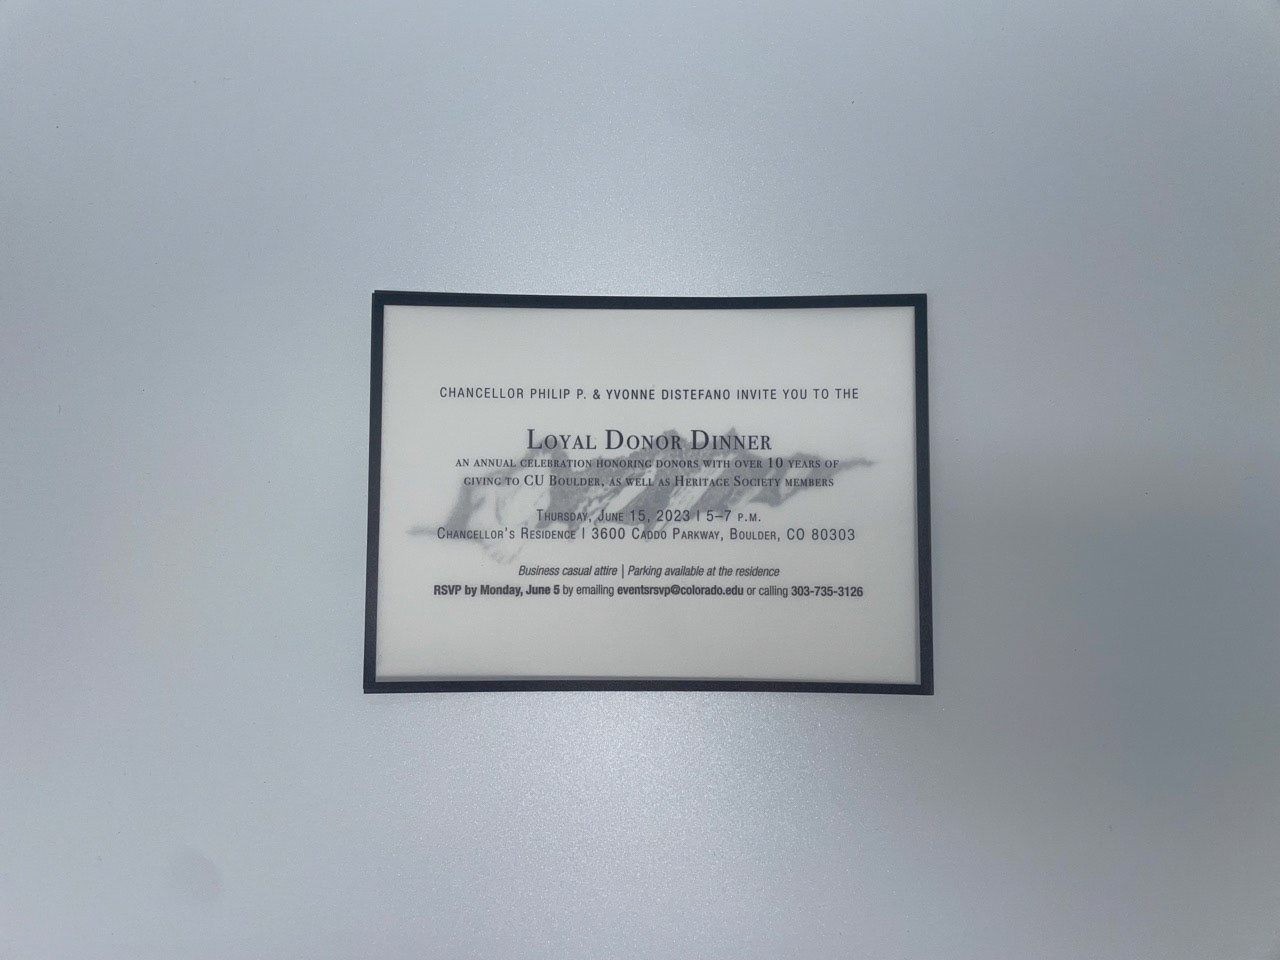 CHANCELLOR PHILIP P. & YVONNE DISTEFANO INVITE YOU TO THE
LOYAL DONOR DINNER
AN ANNUAL CELEBRATION HONORING DONORS WITH OVER 10 YEARS OF
GIVING TO CU BOULDER, AS WELL AS HERITAGE SOCIETY MEMBERS
THURSDAY, JUNE 15, 2023 | 5–7 P.M.
CHANCELLOR'S RESIDENCE | 3600 CADDO PARKWAY, BOULDER, CO 80303
Business casual attire | Parking available at the residence
RSVP by Monday, June 5 by emailing eventsrsvp@colorado.edu or calling 303-735-3126